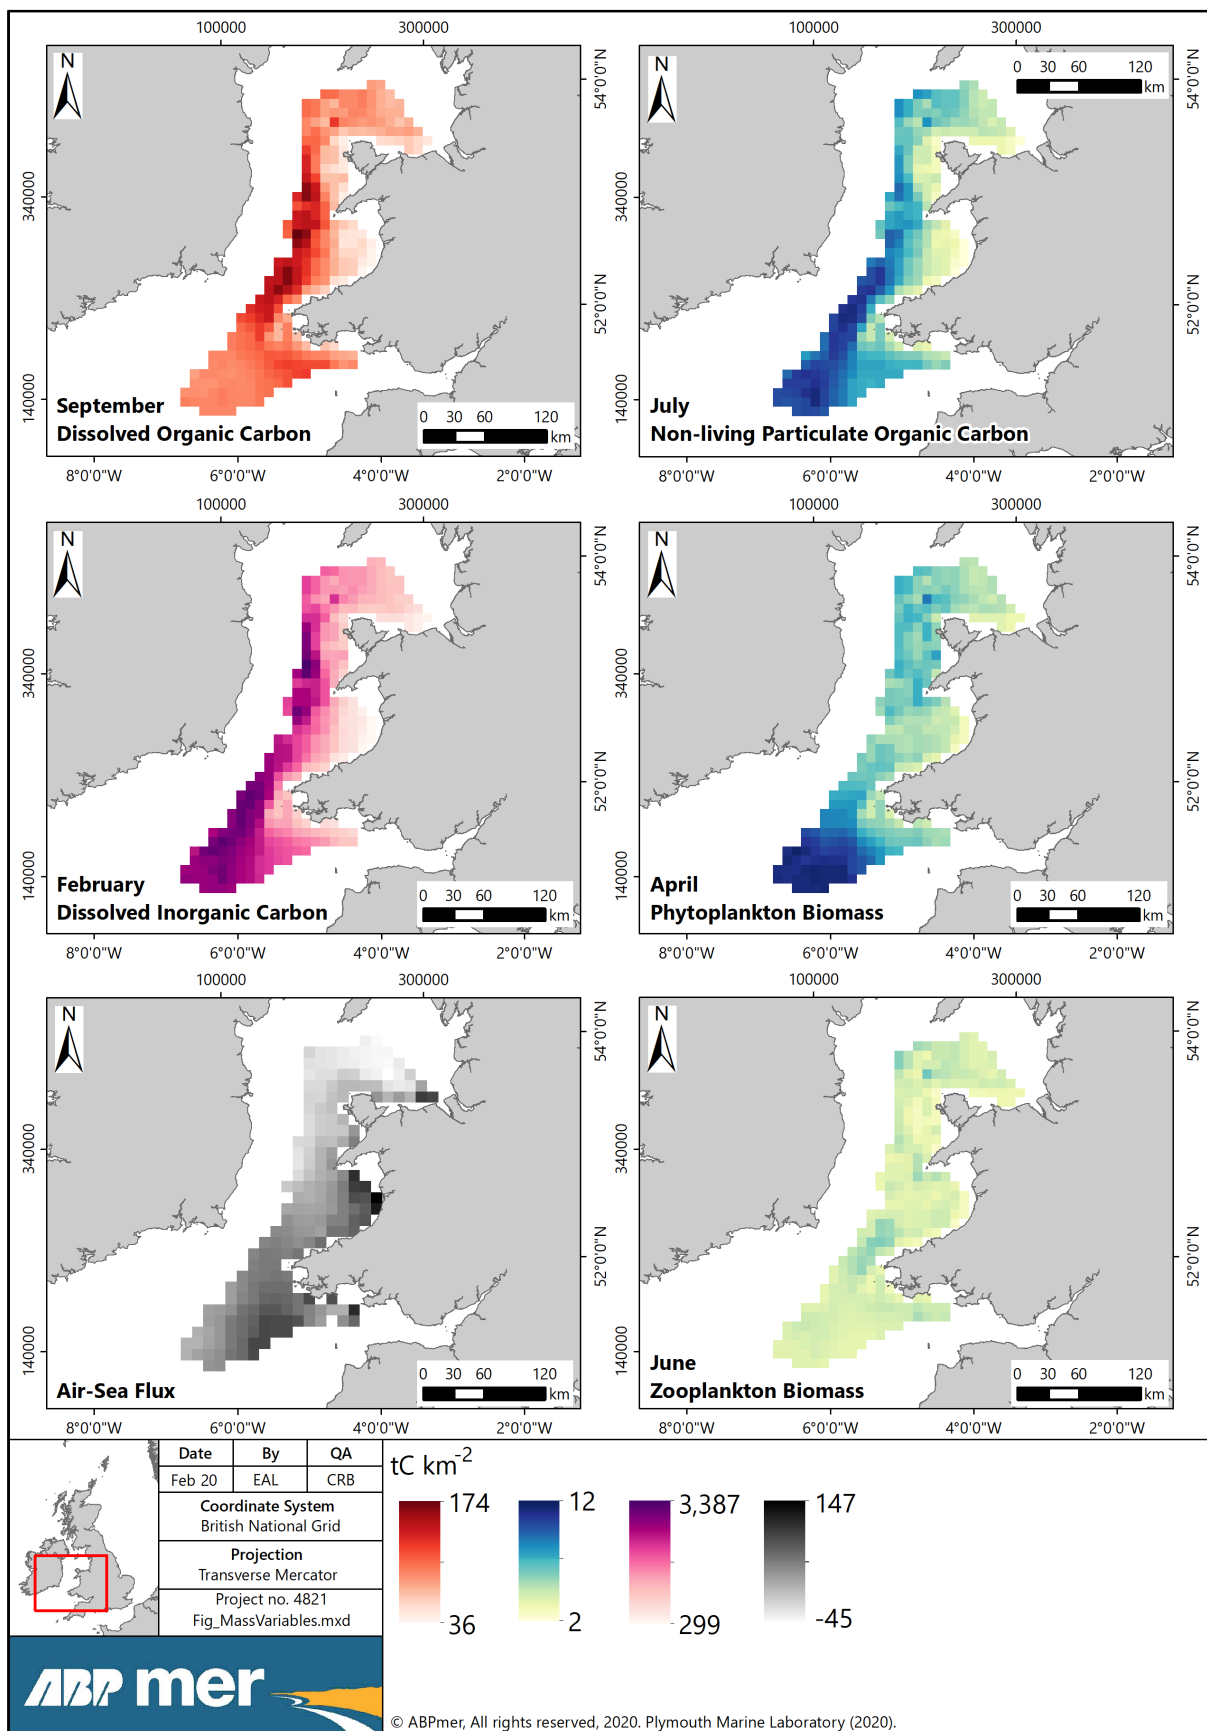 100000 300000
N
340000
140000
54°0'0"N
52°0'0"N
September
Dissolved Organic Carbon
0 30 60 120
km
8°0'0"W 6°0'0"W 4°0'0"W 2°0'0"W
100000 300000
N
0 30 60 120
km
340000
140000
54°0'0"N
52°0'0"N
July
Non-living Particulate Organic Carbon
8°0'0"W 6°0'0"W 4°0'0"W 2°0'0"W
100000 300000
N
340000
140000
54°0'0"N
52°0'0"N
February
Dissolved Inorganic Carbon
0 30 60 120
km
8°0'0"W 6°0'0"W 4°0'0"W 2°0'0"W
100000 300000
N
340000
140000
54°0'0"N
52°0'0"N
April
Phytoplankton Biomass
0 30 60 120
km
8°0'0"W 6°0'0"W 4°0'0"W 2°0'0"W
100000 300000
N
340000
140000
54°0'0"N
52°0'0"N
Air-Sea Flux
0 30 60 120
km
8°0'0"W 6°0'0"W 4°0'0"W 2°0'0"W
100000 300000
N
340000
140000
54°0'0"N
52°0'0"N
June
Zooplankton Biomass
0 30 60 120
km
8°0'0"W 6°0'0"W 4°0'0"W 2°0'0"W
Date By QA
Feb 20 EAL CRB
Coordinate System
British National Grid
Projection
Transverse Mercator
Project no. 4821
Fig_MassVariables.mxd
ABP mer
tC km⁻²
174 12 3,387 147
36 2 299 -45
© ABPmer, All rights reserved, 2020. Plymouth Marine Laboratory (2020).